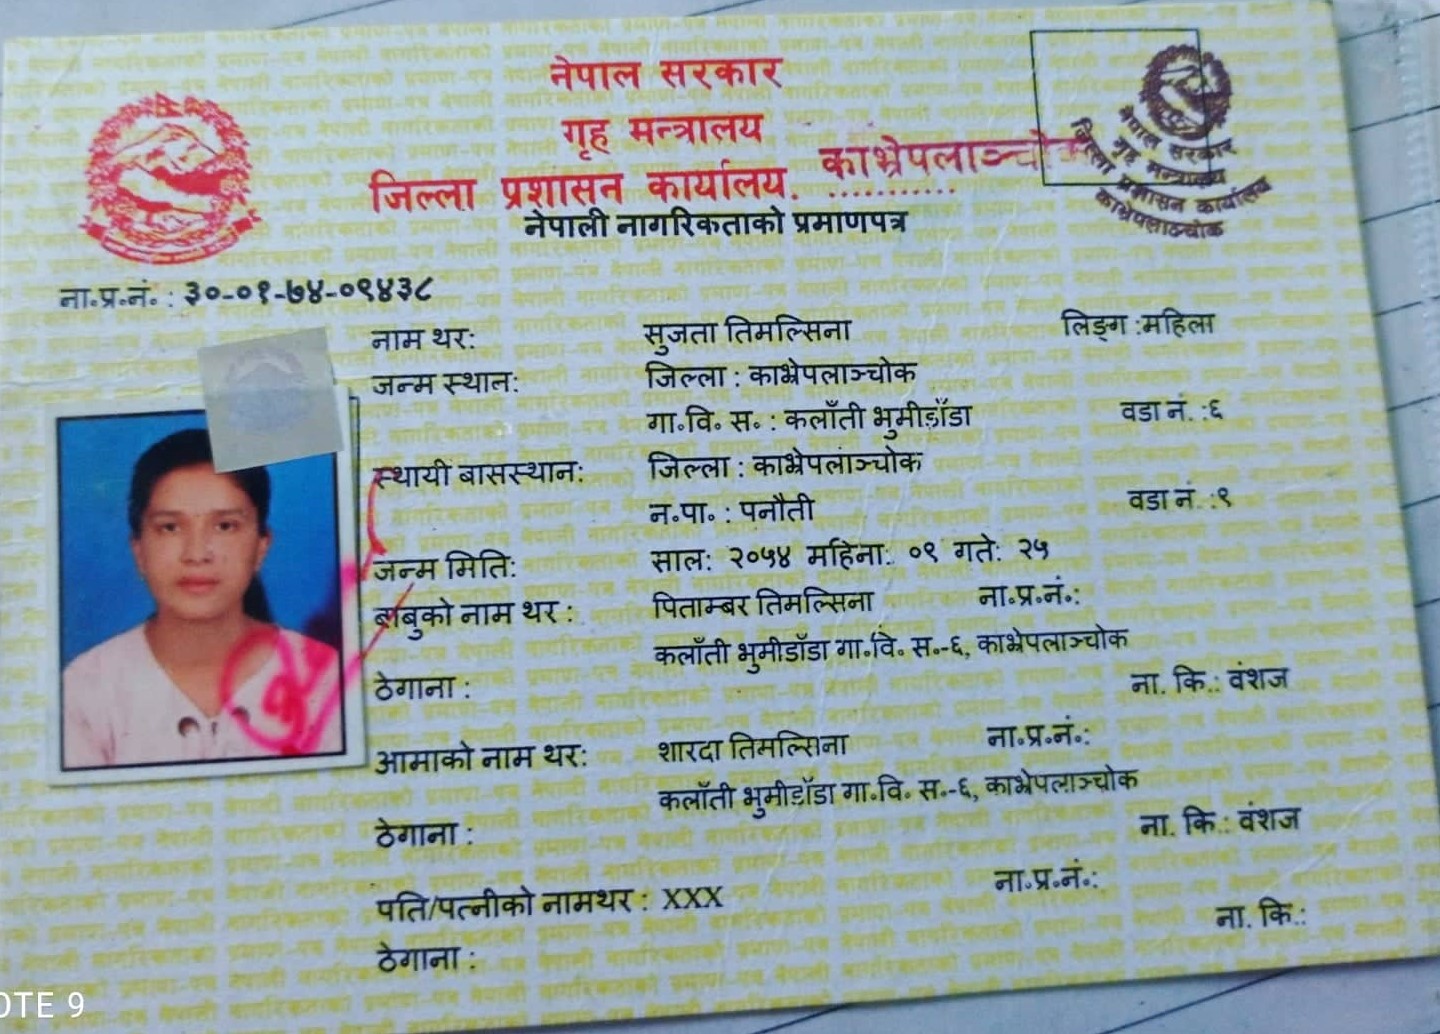 नेपाल सरकार
गृह मन्त्रालय
जिल्ला प्रशासन कार्यालय. काभ्रेपलाञ्चोक
नेपाली नागरिकताको प्रमाणपत्र
नेपाल सरकार
गृह मन्त्रालय
जिल्ला प्रशासन कार्यालय
काभ्रेपलाञ्चोक
ना॰प्र॰नं॰ : ३०-०१-७४-०९४३८
नाम थर: सुजता तिमल्सिना लिङ्ग :महिला
जन्म स्थान: जिल्ला : काभ्रेपलाञ्चोक
गा॰वि॰ स॰ : कलाँती भुमीडाँडा वडा नं. :६
स्थायी बासस्थान: जिल्ला : काभ्रेपलाञ्चोक
न॰पा॰ : पनौती वडा नं. :१
जन्म मिति: साल: २०५४ महिना: ०९ गते: २५
बाबुको नाम थर : पिताम्बर तिमल्सिना ना॰प्र॰नं॰:
कलाँती भुमीडाँडा गा॰वि॰ स॰-६, काभ्रेपलाञ्चोक
ठेगाना : ना. कि.: वंशज
आमाको नाम थर: शारदा तिमल्सिना ना॰प्र॰नं॰:
कलाँती भुमीडाँडा गा॰वि॰ स॰-६, काभ्रेपलाञ्चोक
ठेगाना : ना. कि.: वंशज
पति/पत्नीको नामथर : XXX ना॰प्र॰नं॰:
ठेगाना : ना. कि.:
OTE 9